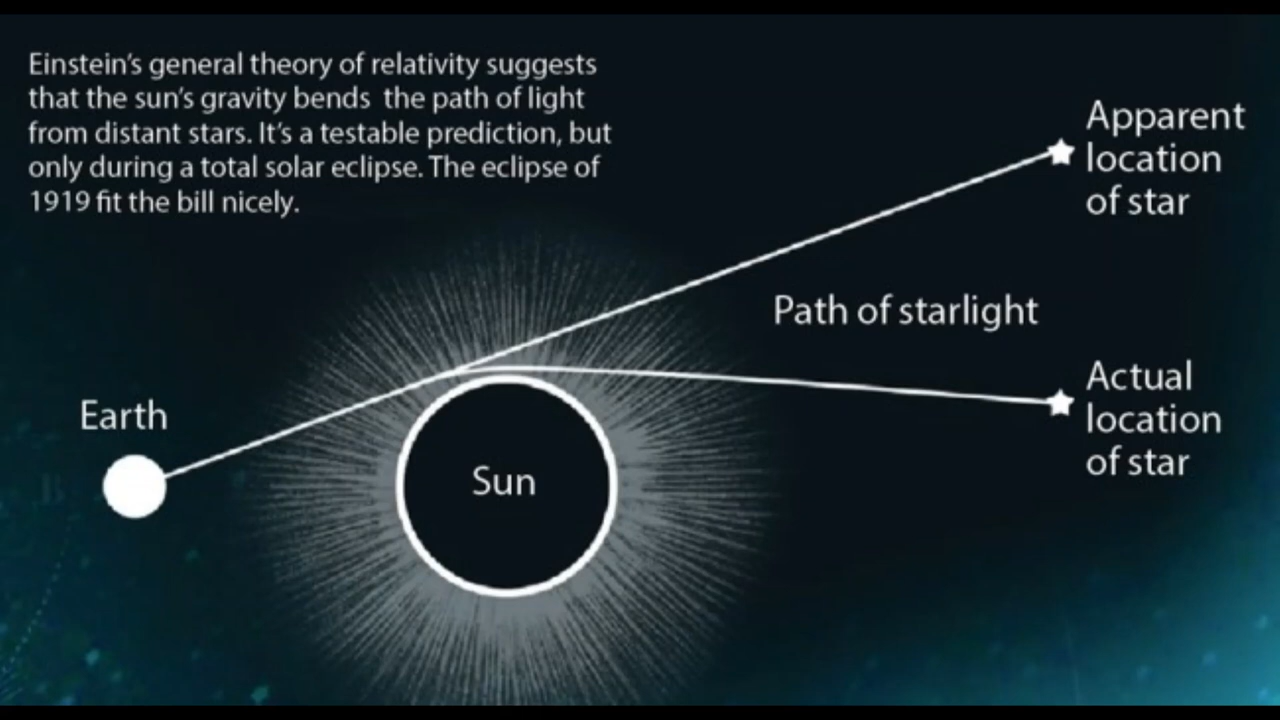 Einstein's general theory of relativity suggests
that the sun's gravity bends  the path of light
from distant stars. It's a testable prediction, but
only during a total solar eclipse. The eclipse of
1919 fit the bill nicely.
Apparent
location
of star
Path of starlight
Actual
location
of star
Earth
Sun